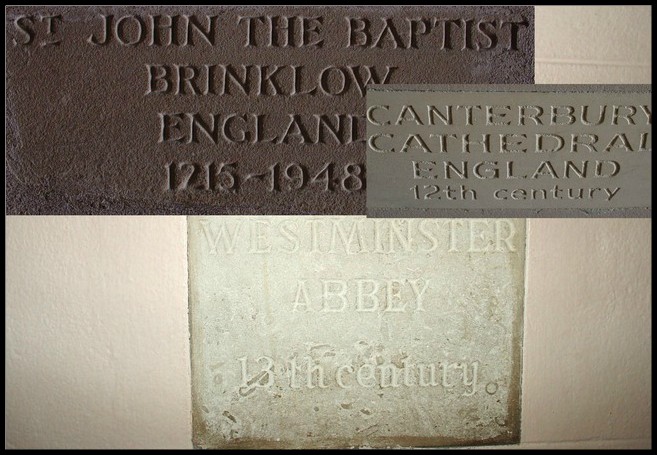 ST JOHN THE BAPTIST
BRINKLOW
ENGLAND
1215-1948
CANTERBURY
CATHEDRAL
ENGLAND
12th century
WESTMINSTER
ABBEY
13th century